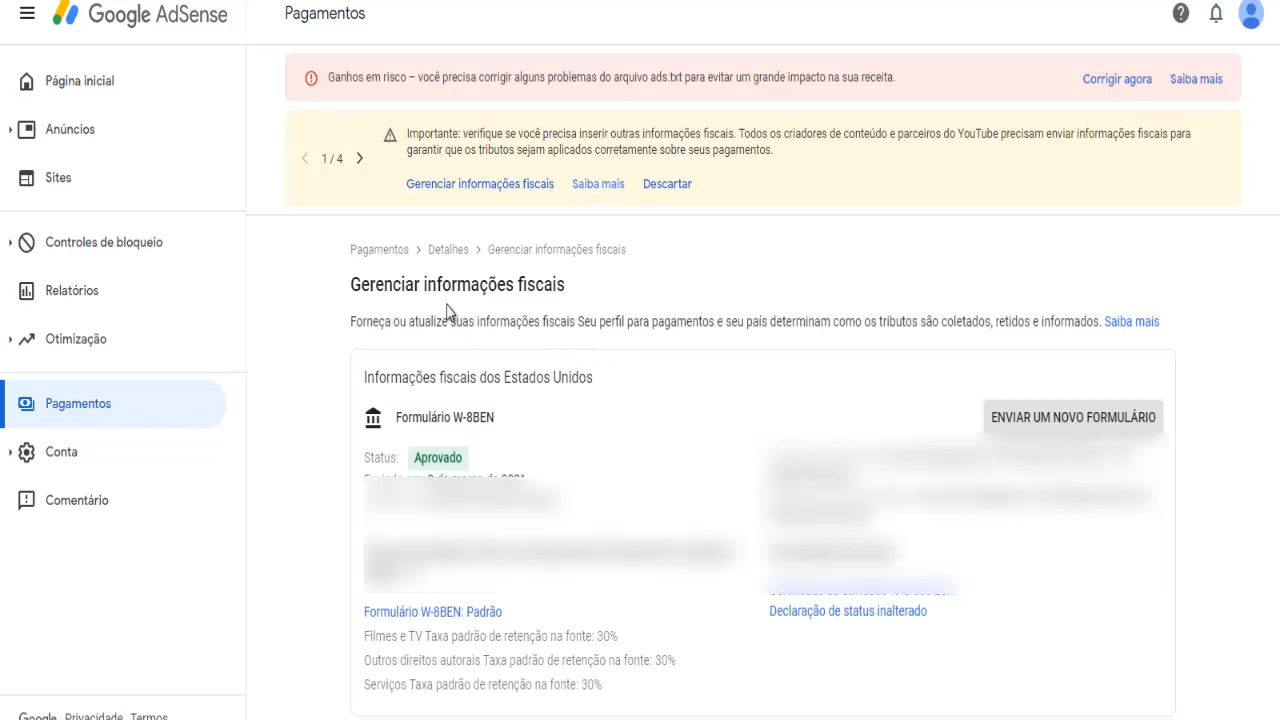 Google AdSense
Pagamentos
Página inicial
Anúncios
Sites
Controles de bloqueio
Relatórios
Otimização
Pagamentos
Conta
Comentário
Google Privacidade Termos
Ganhos em risco – você precisa corrigir alguns problemas do arquivo ads.txt para evitar um grande impacto na sua receita.
Corrigir agora Saiba mais
1 / 4
Importante: verifique se você precisa inserir outras informações fiscais. Todos os criadores de conteúdo e parceiros do YouTube precisam enviar informações fiscais para
garantir que os tributos sejam aplicados corretamente sobre seus pagamentos.
Gerenciar informações fiscais Saiba mais Descartar
Pagamentos > Detalhes > Gerenciar informações fiscais
Gerenciar informações fiscais
Forneça ou atualize suas informações fiscais Seu perfil para pagamentos e seu país determinam como os tributos são coletados, retidos e informados. Saiba mais
Informações fiscais dos Estados Unidos
Formulário W-8BEN
ENVIAR UM NOVO FORMULÁRIO
Status: Aprovado
Formulário W-8BEN: Padrão
Declaração de status inalterado
Filmes e TV Taxa padrão de retenção na fonte: 30%
Outros direitos autorais Taxa padrão de retenção na fonte: 30%
Serviços Taxa padrão de retenção na fonte: 30%